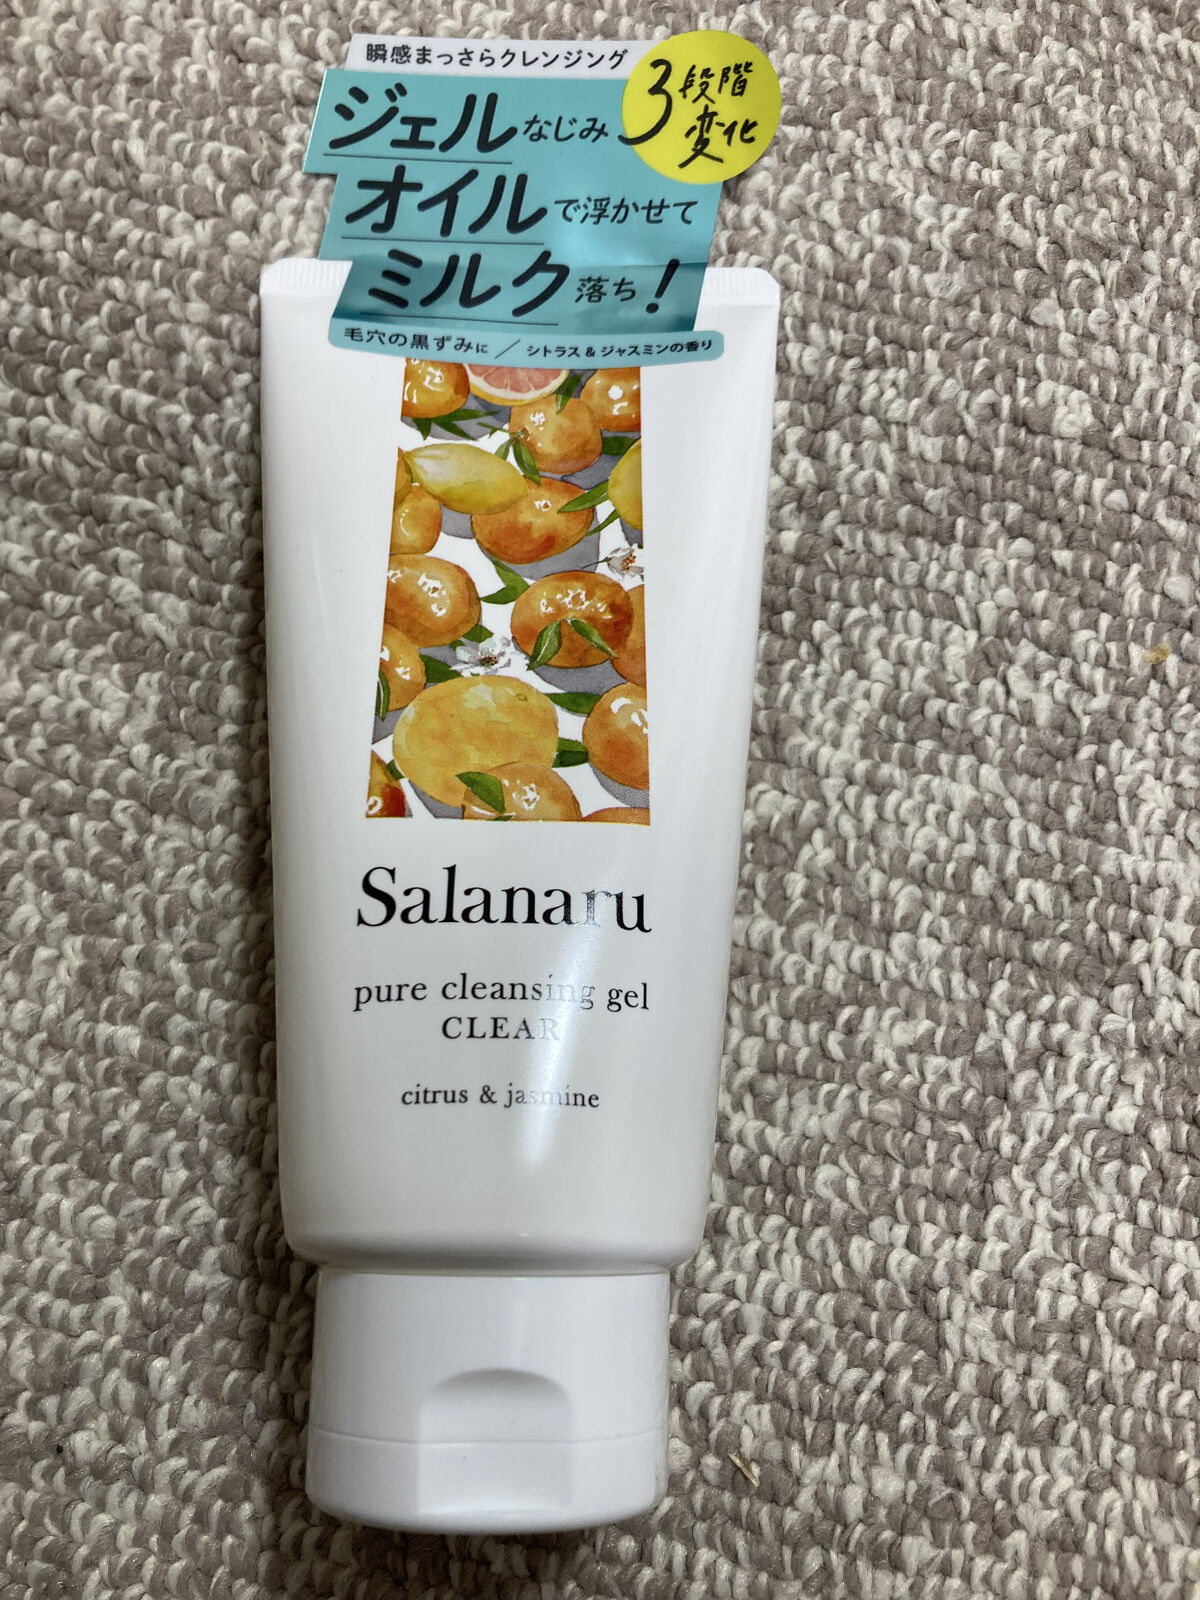 瞬感まっさらクレンジング
3段階
変化
ジェルなじみ
オイルで浮かせて
ミルク落ち!
毛穴の黒ずみに / シトラス&ジャスミンの香り
Salanaru
pure cleansing gel
CLEAR
citrus & jasmine